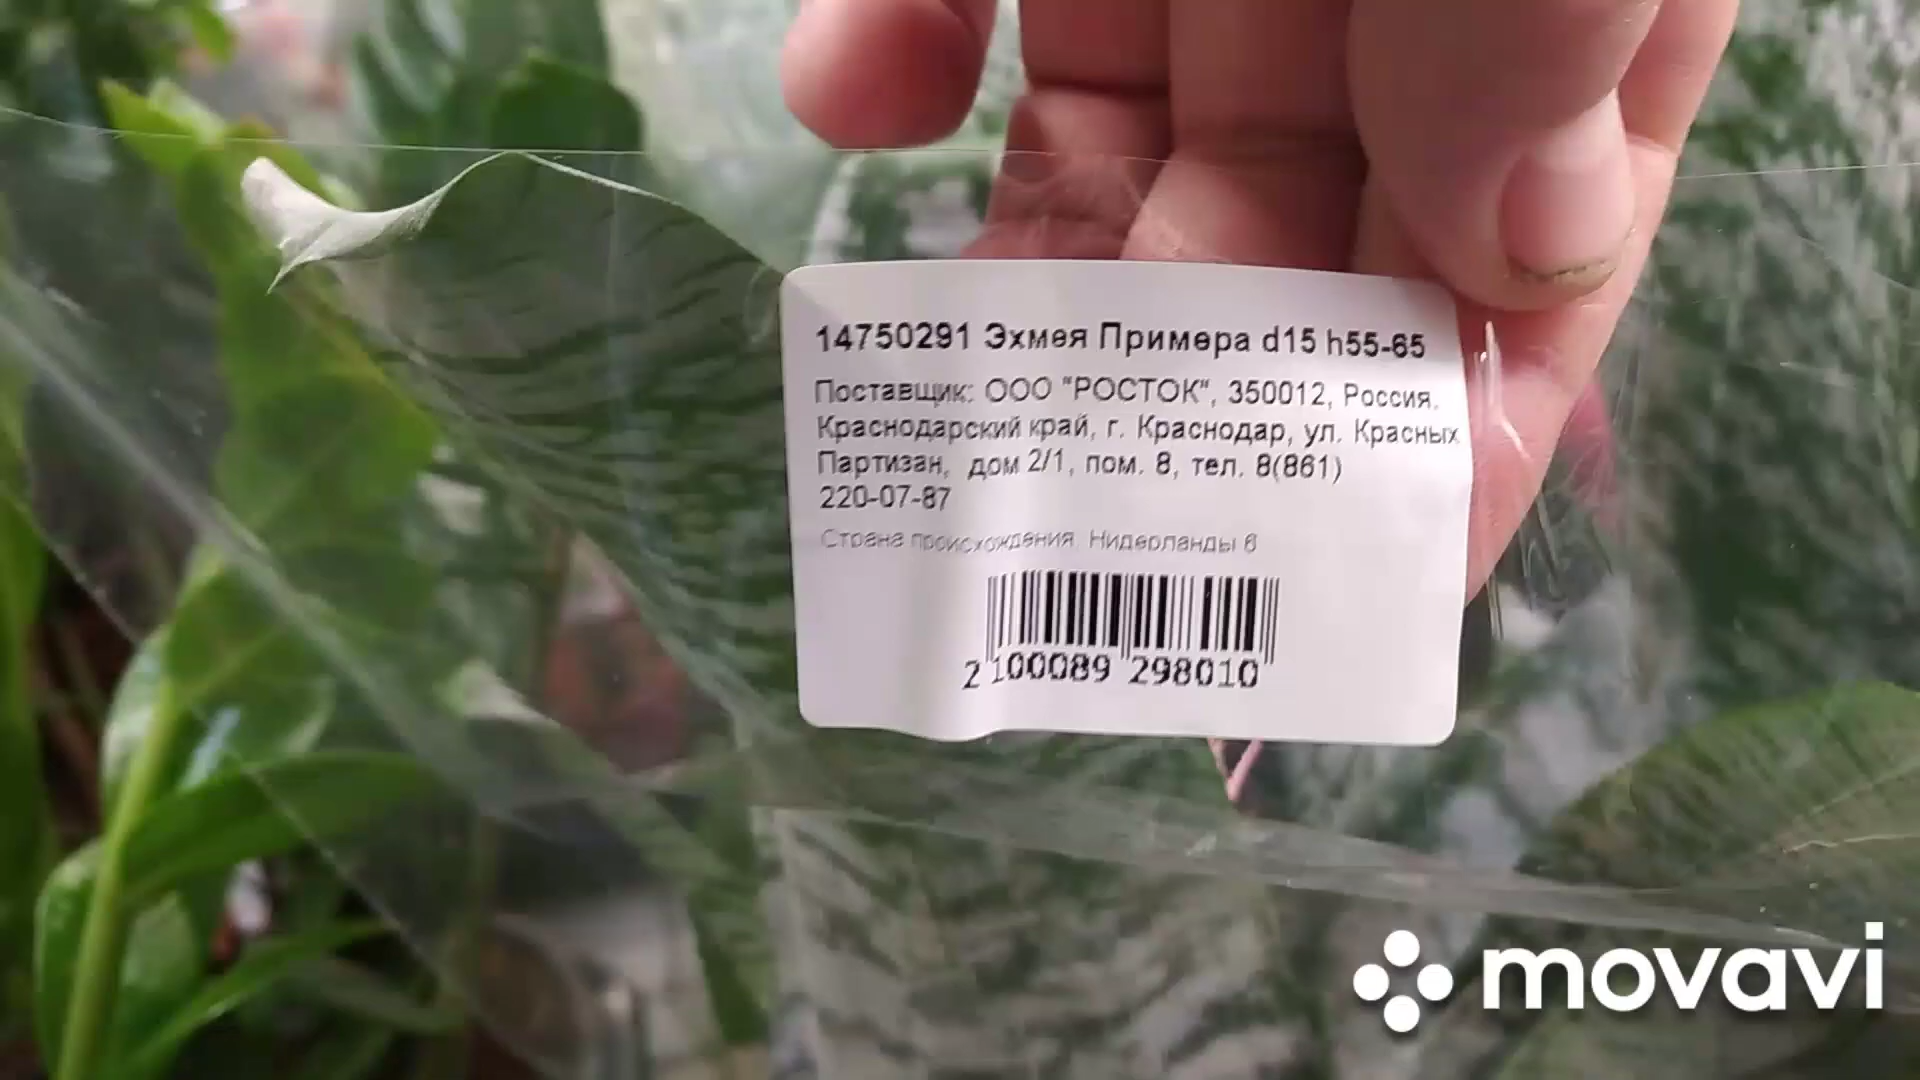 14750291 Эхмея Примера d15 h55-65
Поставщик: ООО "РОСТОК", 350012, Россия,
Краснодарский край, г. Краснодар, ул. Красных
Партизан, дом 2/1, пом. 8, тел. 8(861)
220-07-87
Страна происхождения: Нидерланды 6
2 100089 298010
movavi